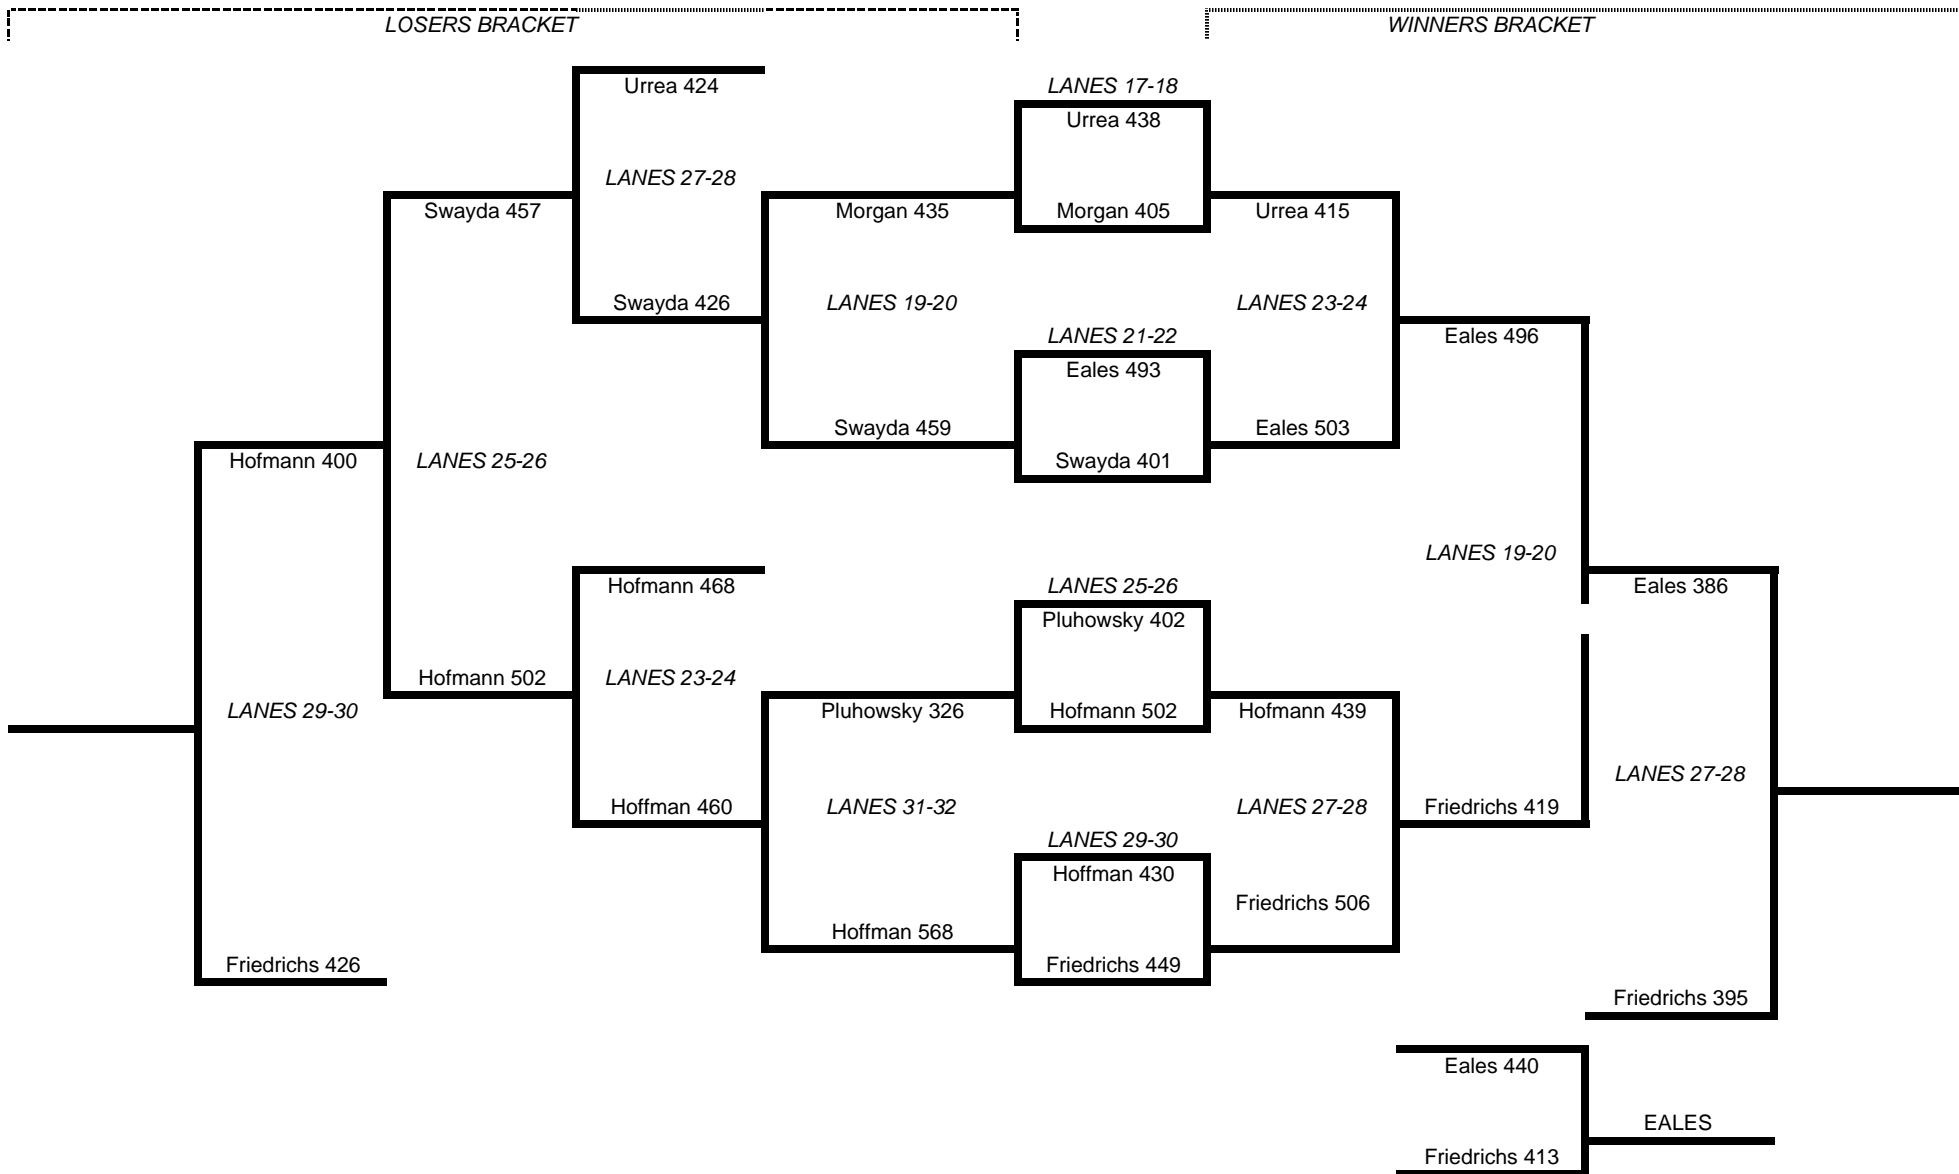 LOSERS BRACKET
WINNERS BRACKET
Urrea 424
LANES 17-18
Urrea 438
LANES 27-28
Swayda 457
Morgan 435
Morgan 405
Urrea 415
Swayda 426
LANES 19-20
LANES 23-24
LANES 21-22
Eales 496
Eales 493
Swayda 459
Eales 503
Hofmann 400
LANES 25-26
Swayda 401
LANES 19-20
Hofmann 468
LANES 25-26
Eales 386
Pluhowsky 402
Hofmann 502
LANES 23-24
LANES 29-30
Pluhowsky 326
Hofmann 502
Hofmann 439
LANES 27-28
Hoffman 460
LANES 31-32
LANES 27-28
Friedrichs 419
LANES 29-30
Hoffman 430
Friedrichs 506
Hoffman 568
Friedrichs 426
Friedrichs 449
Friedrichs 395
Eales 440
EALES
Friedrichs 413